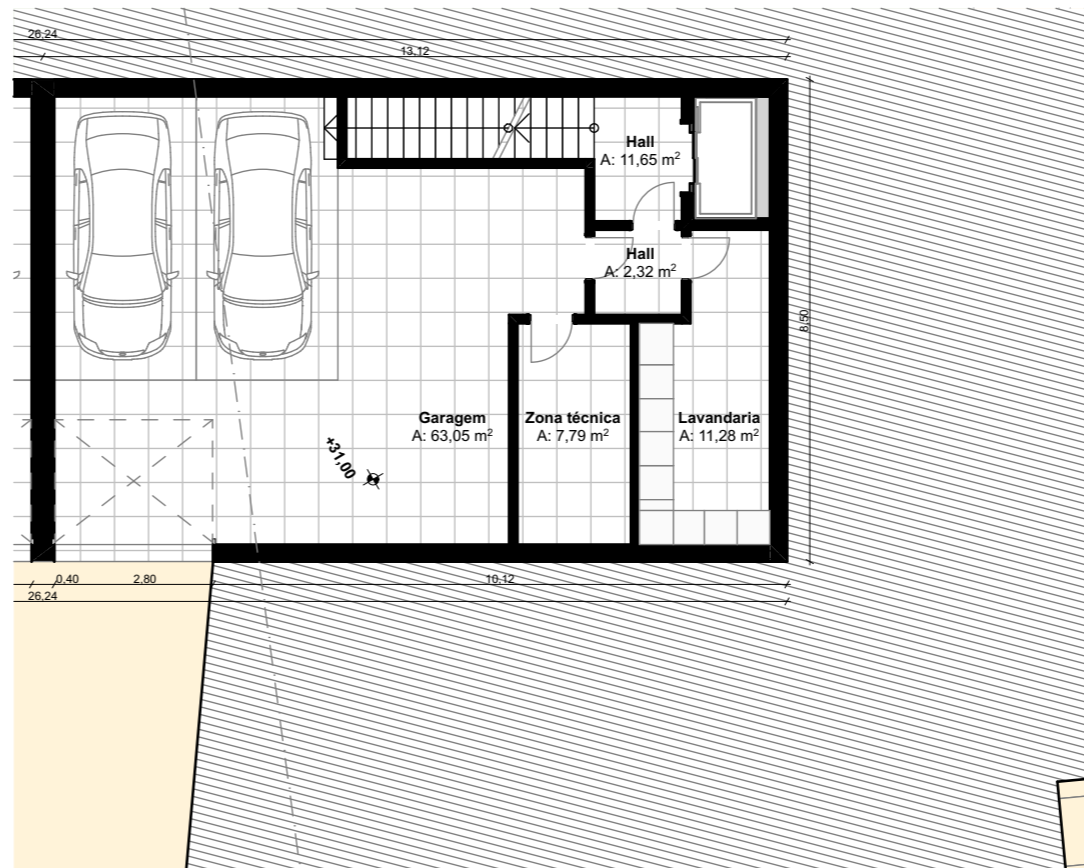 26,24
13,12
Hall
A: 11,65 m²
Hall
A: 2,32 m²
8,50
Garagem
A: 63,05 m²
Zona técnica
A: 7,79 m²
Lavandaria
A: 11,28 m²
+31,00
0,40
2,80
10,12
26,24